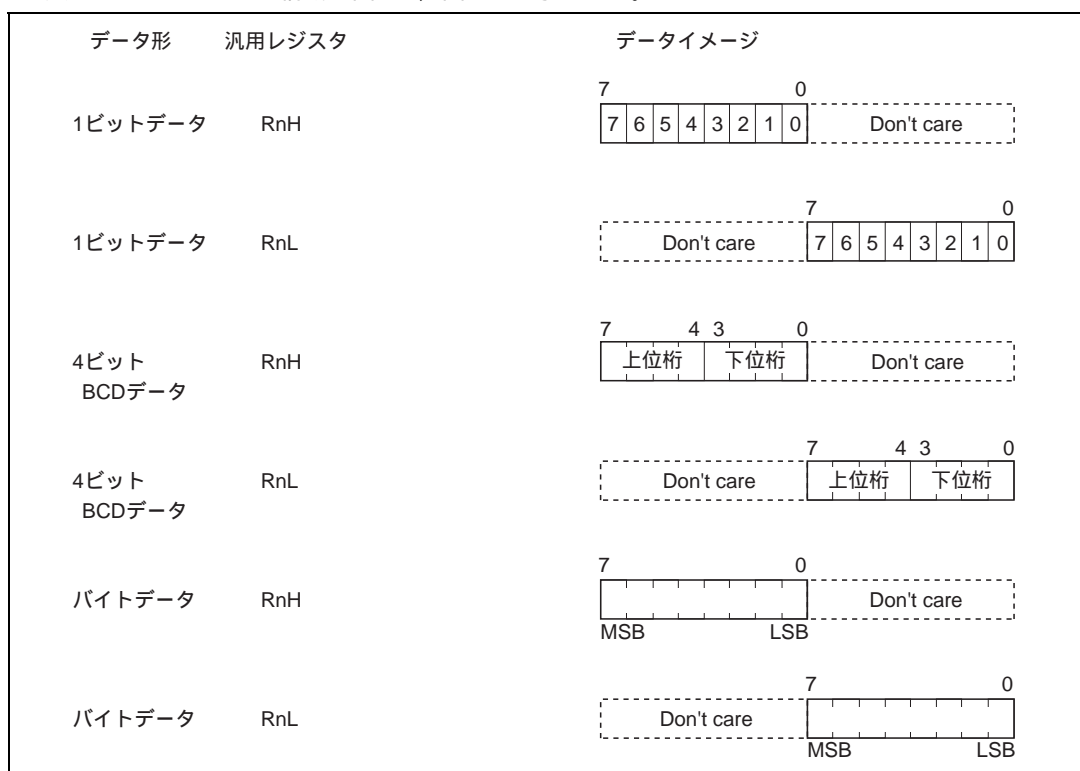 データ形 汎用レジスタ データイメージ
7 0
1ビットデータ RnH 7 6 5 4 3 2 1 0 Don't care
7 0
1ビットデータ RnL Don't care 7 6 5 4 3 2 1 0
7 4 3 0
4ビット RnH 上位桁 下位桁 Don't care
BCDデータ
7 4 3 0
4ビット RnL Don't care 上位桁 下位桁
BCDデータ
7 0
バイトデータ RnH Don't care
MSB LSB
7 0
バイトデータ RnL Don't care
MSB LSB